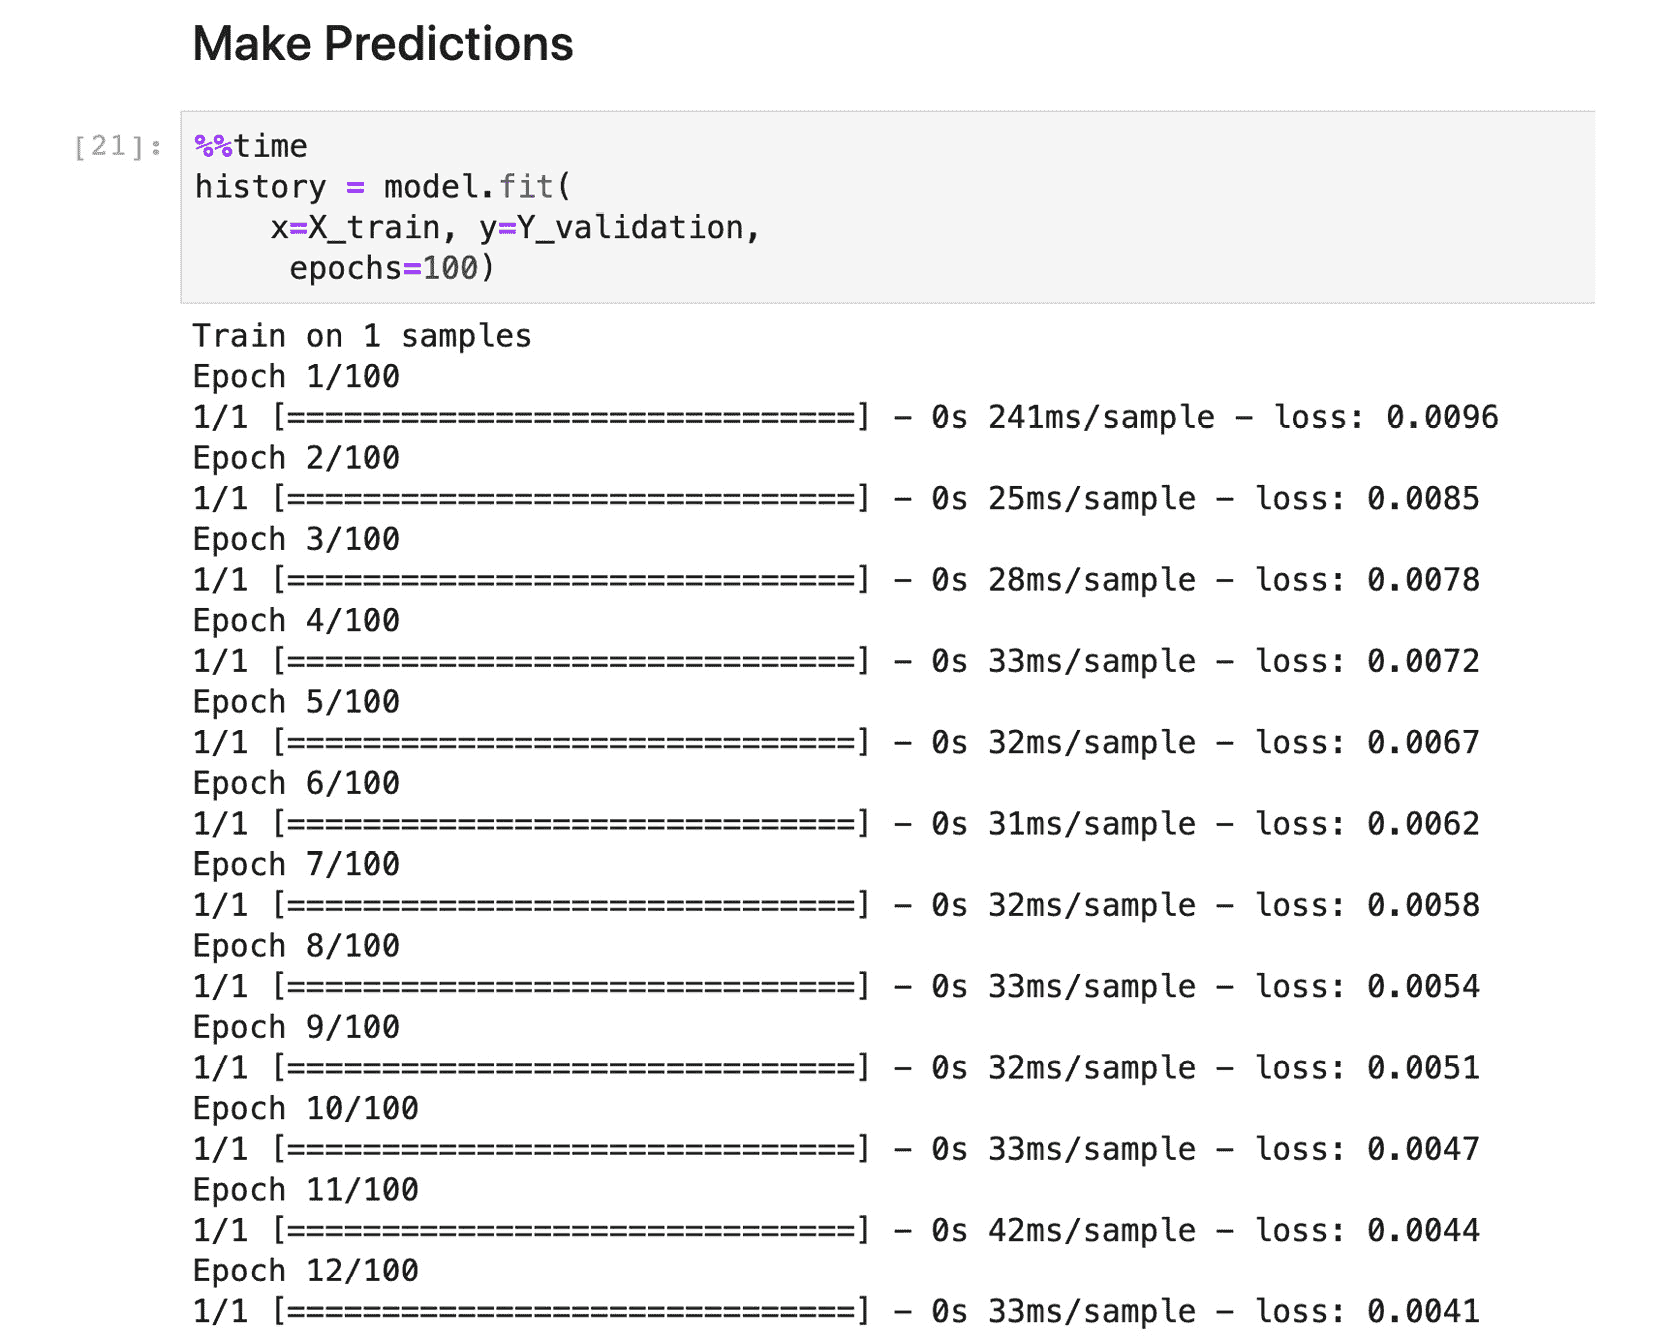 Make Predictions
[21]:
%%time
history = model.fit(
    x=X_train, y=Y_validation,
     epochs=100)
Train on 1 samples
Epoch 1/100
1/1 [==============================] - 0s 241ms/sample - loss: 0.0096
Epoch 2/100
1/1 [==============================] - 0s 25ms/sample - loss: 0.0085
Epoch 3/100
1/1 [==============================] - 0s 28ms/sample - loss: 0.0078
Epoch 4/100
1/1 [==============================] - 0s 33ms/sample - loss: 0.0072
Epoch 5/100
1/1 [==============================] - 0s 32ms/sample - loss: 0.0067
Epoch 6/100
1/1 [==============================] - 0s 31ms/sample - loss: 0.0062
Epoch 7/100
1/1 [==============================] - 0s 32ms/sample - loss: 0.0058
Epoch 8/100
1/1 [==============================] - 0s 33ms/sample - loss: 0.0054
Epoch 9/100
1/1 [==============================] - 0s 32ms/sample - loss: 0.0051
Epoch 10/100
1/1 [==============================] - 0s 33ms/sample - loss: 0.0047
Epoch 11/100
1/1 [==============================] - 0s 42ms/sample - loss: 0.0044
Epoch 12/100
1/1 [==============================] - 0s 33ms/sample - loss: 0.0041